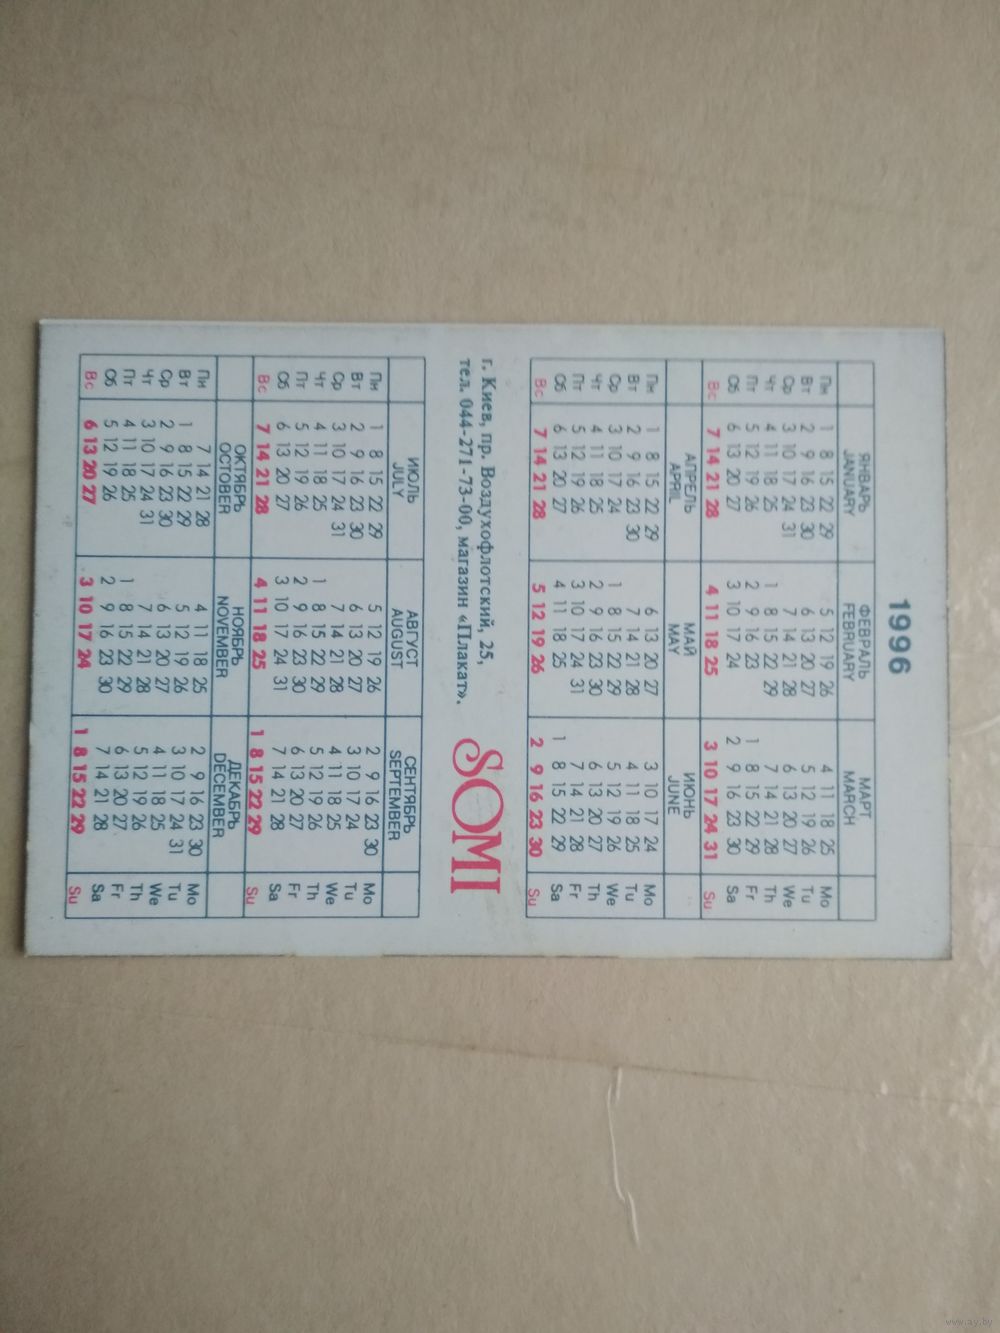 1996
ЯНВАРЬ ФЕВРАЛЬ МАРТ
JANUARY FEBRUARY MARCH
Пн 1 8 15 22 29 5 12 19 26 4 11 18 25 Mo
Вт 2 9 16 23 30 6 13 20 27 5 12 19 26 Tu
Ср 3 10 17 24 31 7 14 21 28 6 13 20 27 We
Чт 4 11 18 25 1 8 15 22 29 7 14 21 28 Th
Пт 5 12 19 26 2 9 16 23 1 8 15 22 29 Fr
Сб 6 13 20 27 3 10 17 24 2 9 16 23 30 Sa
Вс 7 14 21 28 4 11 18 25 3 10 17 24 31 Su
АПРЕЛЬ МАЙ ИЮНЬ
APRIL MAY JUNE
Пн 1 8 15 22 29 6 13 20 27 3 10 17 24 Mo
Вт 2 9 16 23 30 7 14 21 28 4 11 18 25 Tu
Ср 3 10 17 24 1 8 15 22 29 5 12 19 26 We
Чт 4 11 18 25 2 9 16 23 30 6 13 20 27 Th
Пт 5 12 19 26 3 10 17 24 31 7 14 21 28 Fr
Сб 6 13 20 27 4 11 18 25 1 8 15 22 29 Sa
Вс 7 14 21 28 5 12 19 26 2 9 16 23 30 Su
г. Киев, пр. Воздухофлотский, 25,
тел. 044-271-73-00, магазин «Плакат».
SOMI
ИЮЛЬ АВГУСТ СЕНТЯБРЬ
JULY AUGUST SEPTEMBER
Пн 1 8 15 22 29 5 12 19 26 2 9 16 23 30 Mo
Вт 2 9 16 23 30 6 13 20 27 3 10 17 24 Tu
Ср 3 10 17 24 31 7 14 21 28 4 11 18 25 We
Чт 4 11 18 25 1 8 15 22 29 5 12 19 26 Th
Пт 5 12 19 26 2 9 16 23 30 6 13 20 27 Fr
Сб 6 13 20 27 3 10 17 24 31 7 14 21 28 Sa
Вс 7 14 21 28 4 11 18 25 1 8 15 22 29 Su
ОКТЯБРЬ НОЯБРЬ ДЕКАБРЬ
OCTOBER NOVEMBER DECEMBER
Пн 7 14 21 28 4 11 18 25 2 9 16 23 30 Mo
Вт 1 8 15 22 29 5 12 19 26 3 10 17 24 31 Tu
Ср 2 9 16 23 30 6 13 20 27 4 11 18 25 We
Чт 3 10 17 24 31 7 14 21 28 5 12 19 26 Th
Пт 4 11 18 25 1 8 15 22 29 6 13 20 27 Fr
Сб 5 12 19 26 2 9 16 23 30 7 14 21 28 Sa
Вс 6 13 20 27 3 10 17 24 1 8 15 22 29 Su
www.ay.by